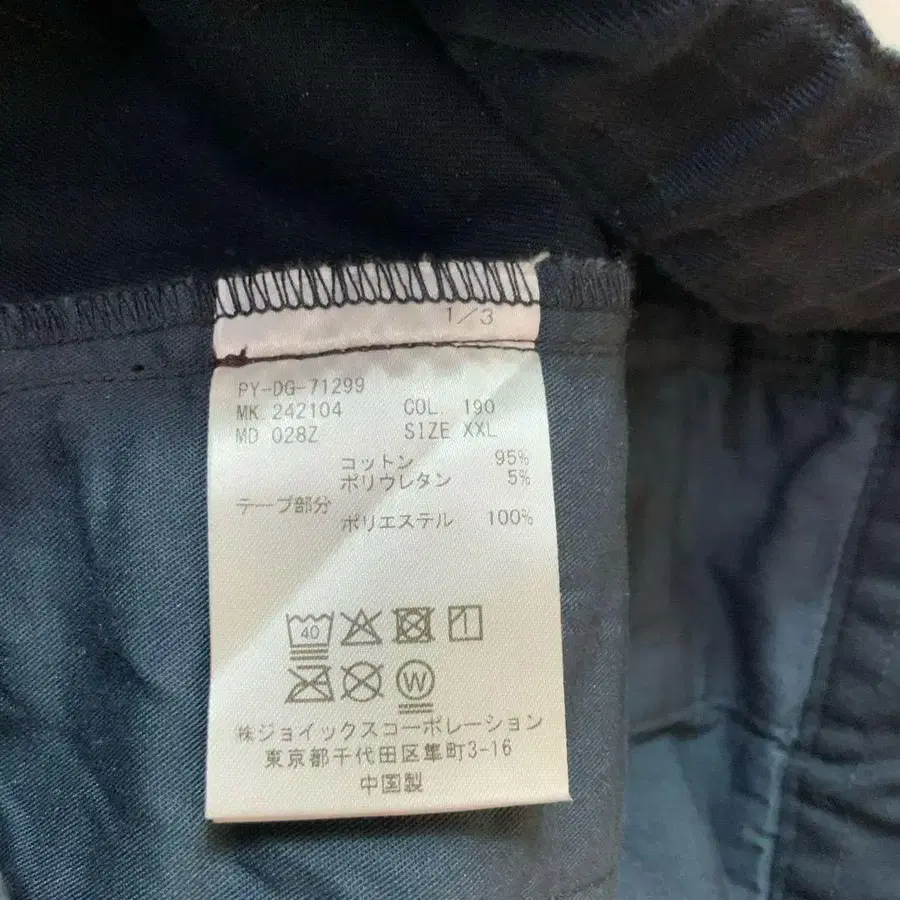 1/3
PY-DG-71299
MK 242104 COL. 190
MD 028Z SIZE XXL
コットン 95%
ポリウレタン 5%
テープ部分
ポリエステル 100%
40
W
㈱ジョイックスコーポレーション
東京都千代田区隼町3-16
中国製